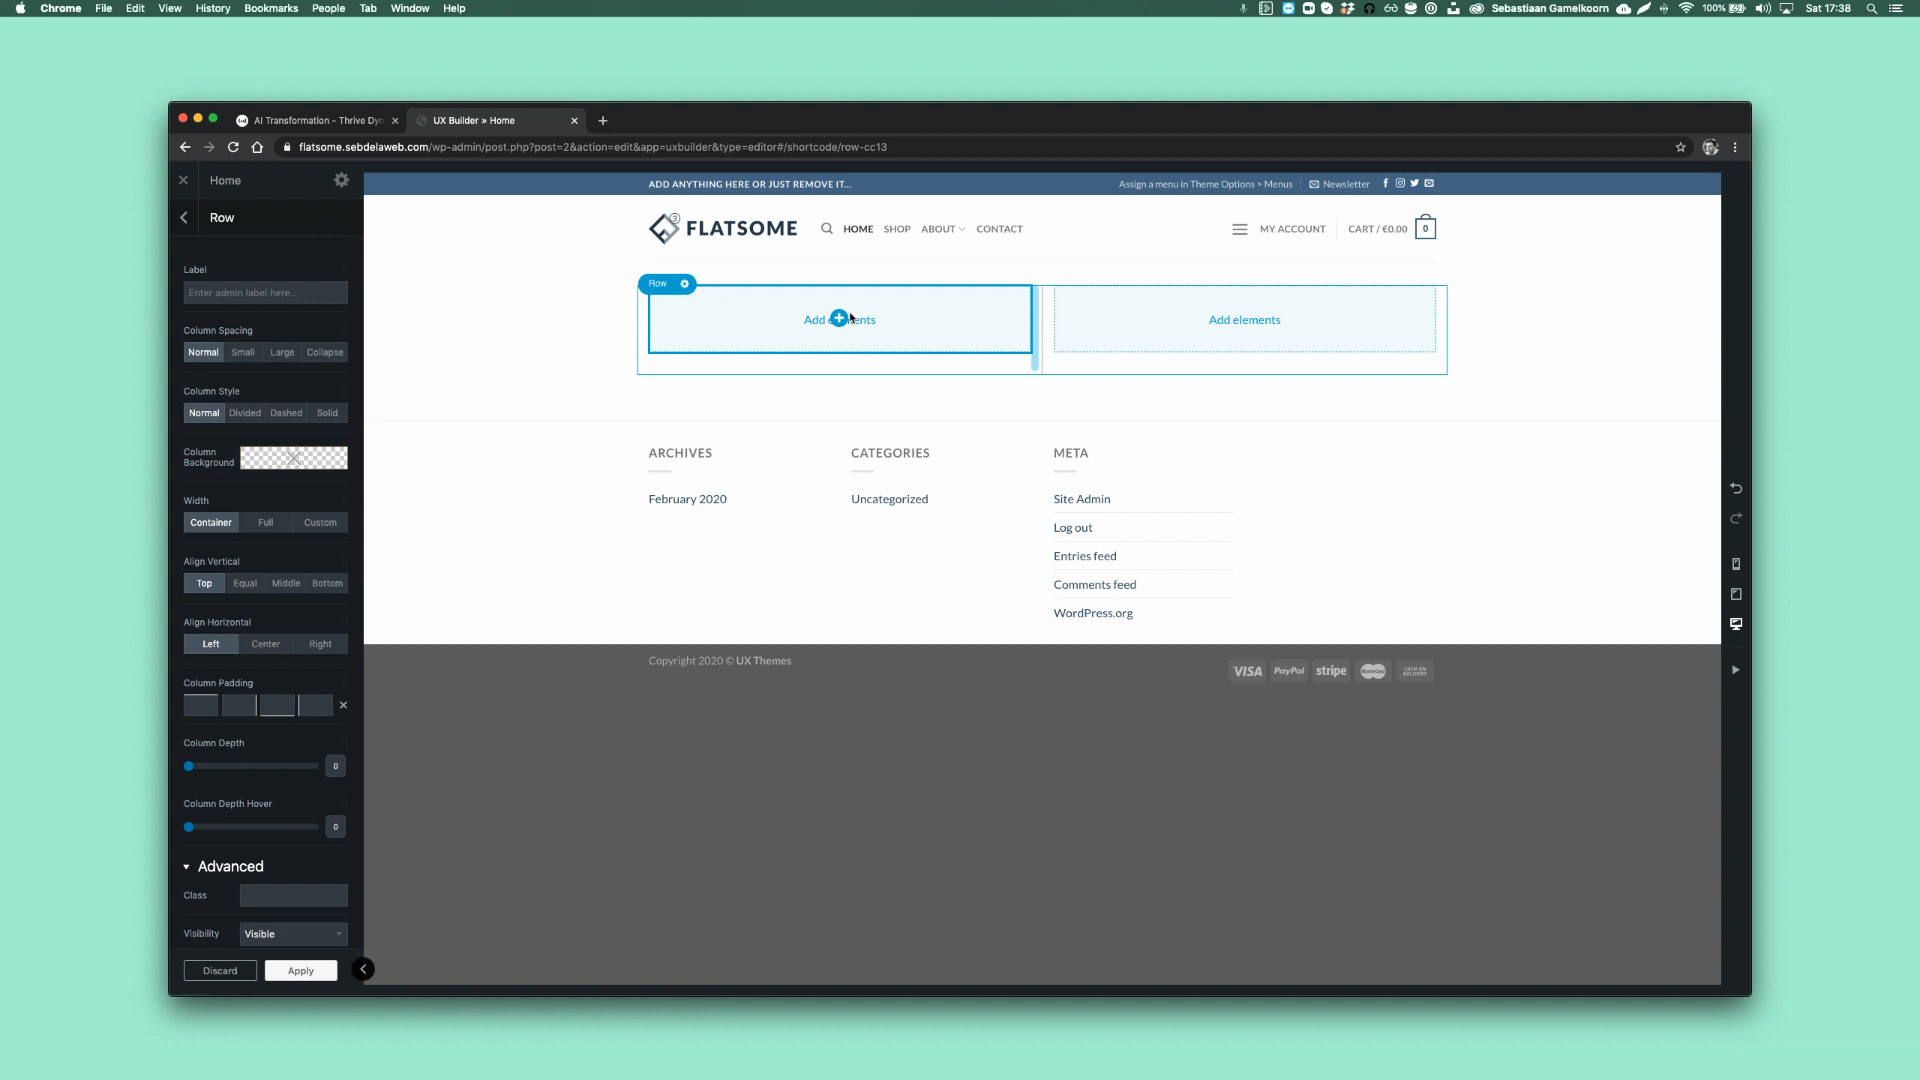 Chrome File Edit View History Bookmarks People Tab Window Help
Sebastiaan Gamelkoorn 100% Sat 17:38
AI Transformation - Thrive Dyn
UX Builder » Home
flatsome.sebdelaweb.com/wp-admin/post.php?post=2&action=edit&app=uxbuilder&type=editor#/shortcode/row-cc13
Home
Row
Label
Enter admin label here..
Column Spacing
Normal Small Large Collapse
Column Style
Normal Divided Dashed Solid
Column
Background
Width
Container Full Custom
Align Vertical
Top Equal Middle Bottom
Align Horizontal
Left Center Right
Column Padding
Column Depth
0
Column Depth Hover
0
Advanced
Class
Visibility Visible
Discard Apply
ADD ANYTHING HERE OR JUST REMOVE IT...
Assign a menu in Theme Options > Menus Newsletter
3 FLATSOME HOME SHOP ABOUT CONTACT
MY ACCOUNT CART / €0.00 0
Row
Add elements
Add elements
ARCHIVES
February 2020
CATEGORIES
Uncategorized
META
Site Admin
Log out
Entries feed
Comments feed
WordPress.org
Copyright 2020 © UX Themes
VISA PayPal stripe MasterCard CASH ON DELIVERY